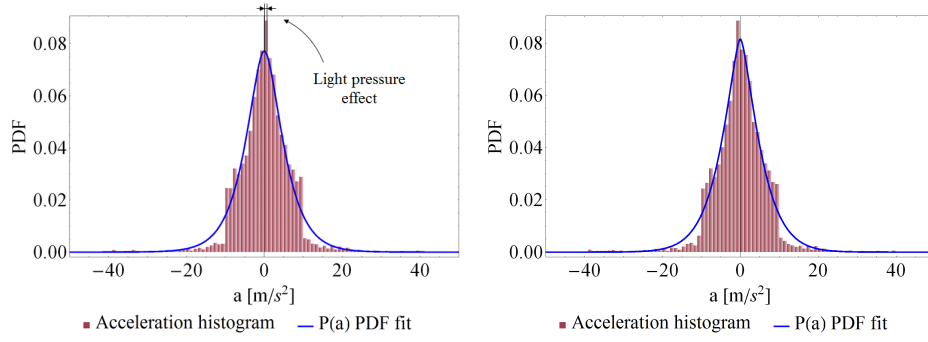 Light pressure
effect
PDF
0.08
0.06
0.04
0.02
0.00
−40 −20 0 20 40
a [m/s²]
Acceleration histogram P(a) PDF fit
PDF
0.08
0.06
0.04
0.02
0.00
−40 −20 0 20 40
a [m/s²]
Acceleration histogram P(a) PDF fit